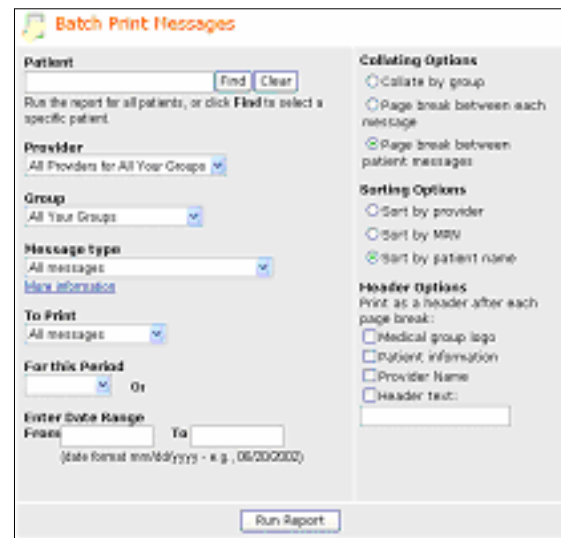 Batch Print Messages
Patient
Find Clear
Run the report for all patients, or click Find to select a
specific patient.
Provider
All Providers for All Your Groups
Group
All Your Groups
Message type
All messages
More information
To Print
All messages
For this Period
Or
Enter Date Range
From To
(date format mm/dd/yyyy - e.g., 06/20/2002)
Collating Options
Collate by group
Page break between each
message
Page break between
patient messages
Sorting Options
Sort by provider
Sort by MRN
Sort by patient name
Header Options
Print as a header after each
page break:
Medical group logo
Patient information
Provider Name
Header text:
Run Report